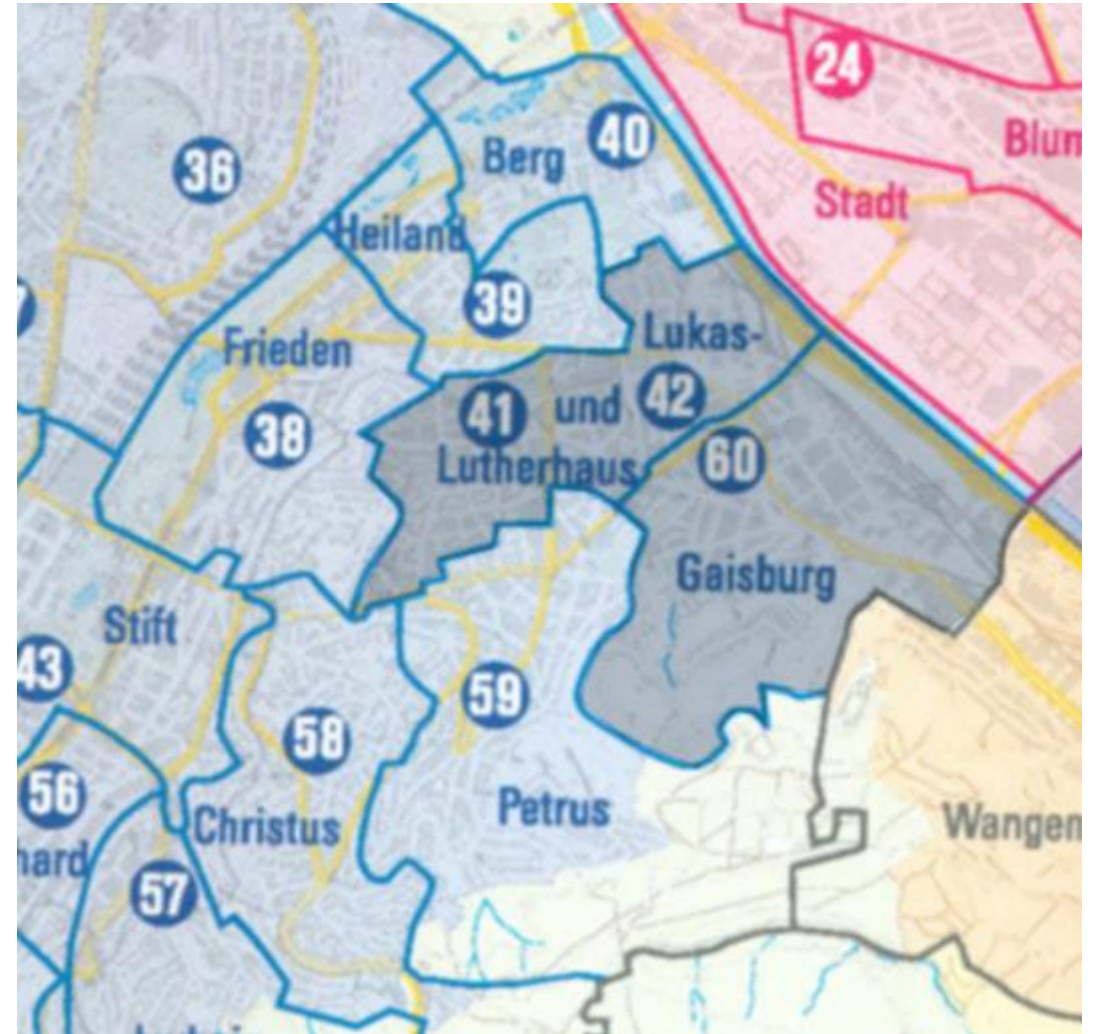 24
Blum
Stadt
40
Berg
36
Heiland
39
Lukas-
Frieden
41
und
42
38
Lutherhaus
60
Gaisburg
Stift
43
59
58
56
Petrus
Christus
Wangen
hard
57